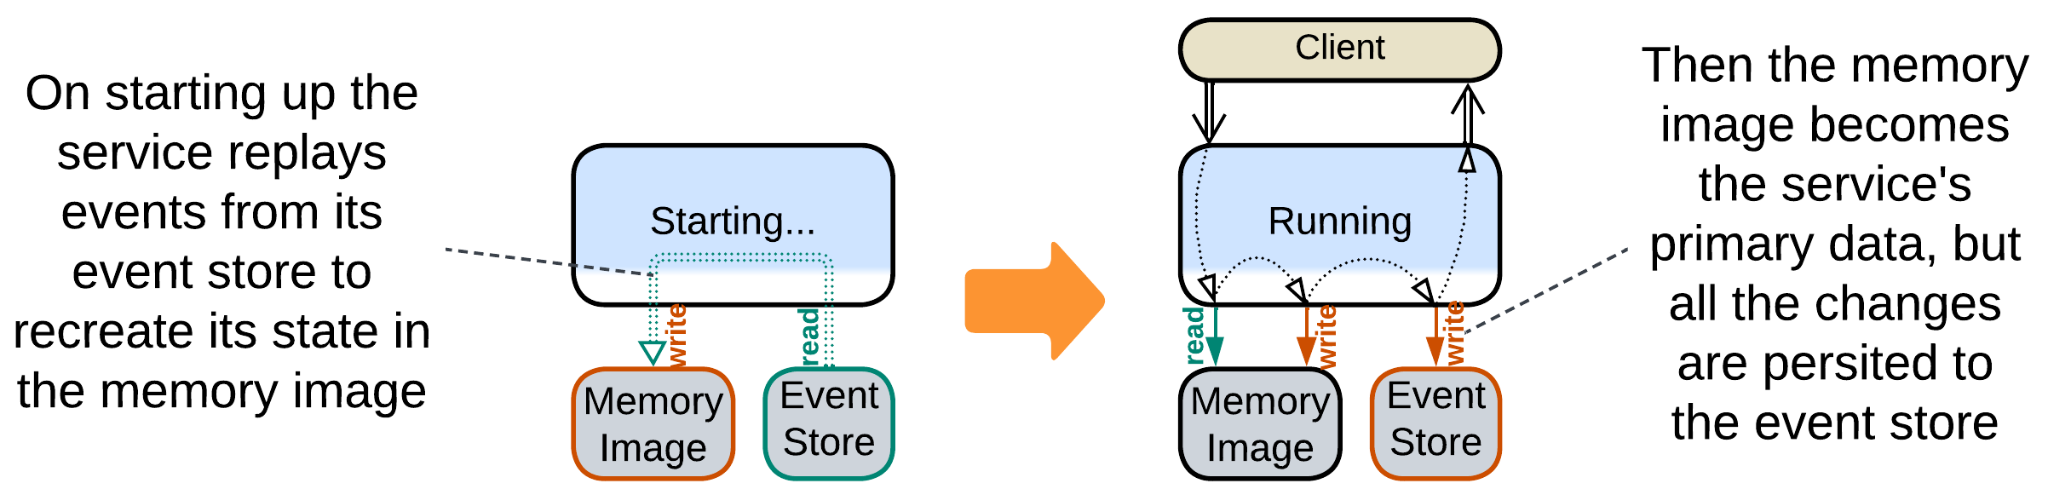 On starting up the
service replays
events from its
event store to
recreate its state in
the memory image
Starting...
write
read
Memory
Image
Event
Store
Client
Running
read
write
write
Memory
Image
Event
Store
Then the memory
image becomes
the service's
primary data, but
all the changes
are persited to
the event store